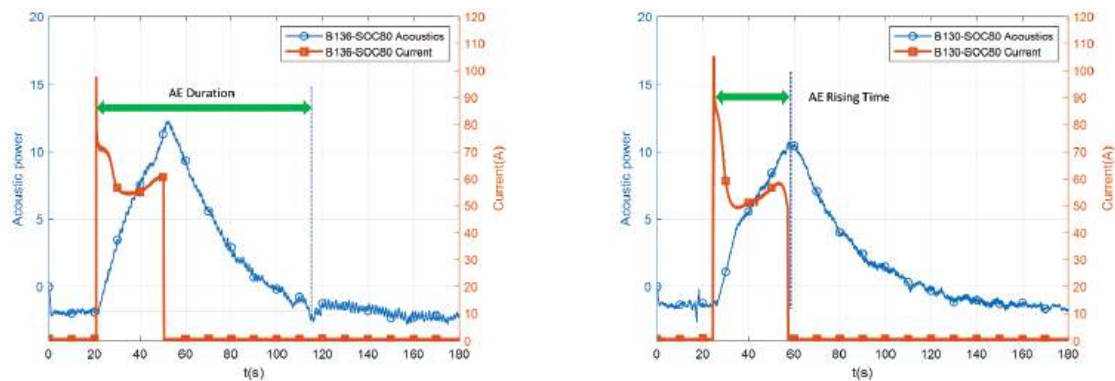 20
15
10
5
0
Acoustic power
0 20 40 60 80 100 120 140 160 180
t(s)
120
110
100
90
80
70
60
50
40
30
20
10
0
Current(A)
B136-SOC80 Acoustics
B136-SOC80 Current
AE Duration
20
15
10
5
0
Acoustic power
0 20 40 60 80 100 120 140 160 180
t(s)
120
110
100
90
80
70
60
50
40
30
20
10
0
Current(A)
B130-SOC80 Acoustics
B130-SOC80 Current
AE Rising Time